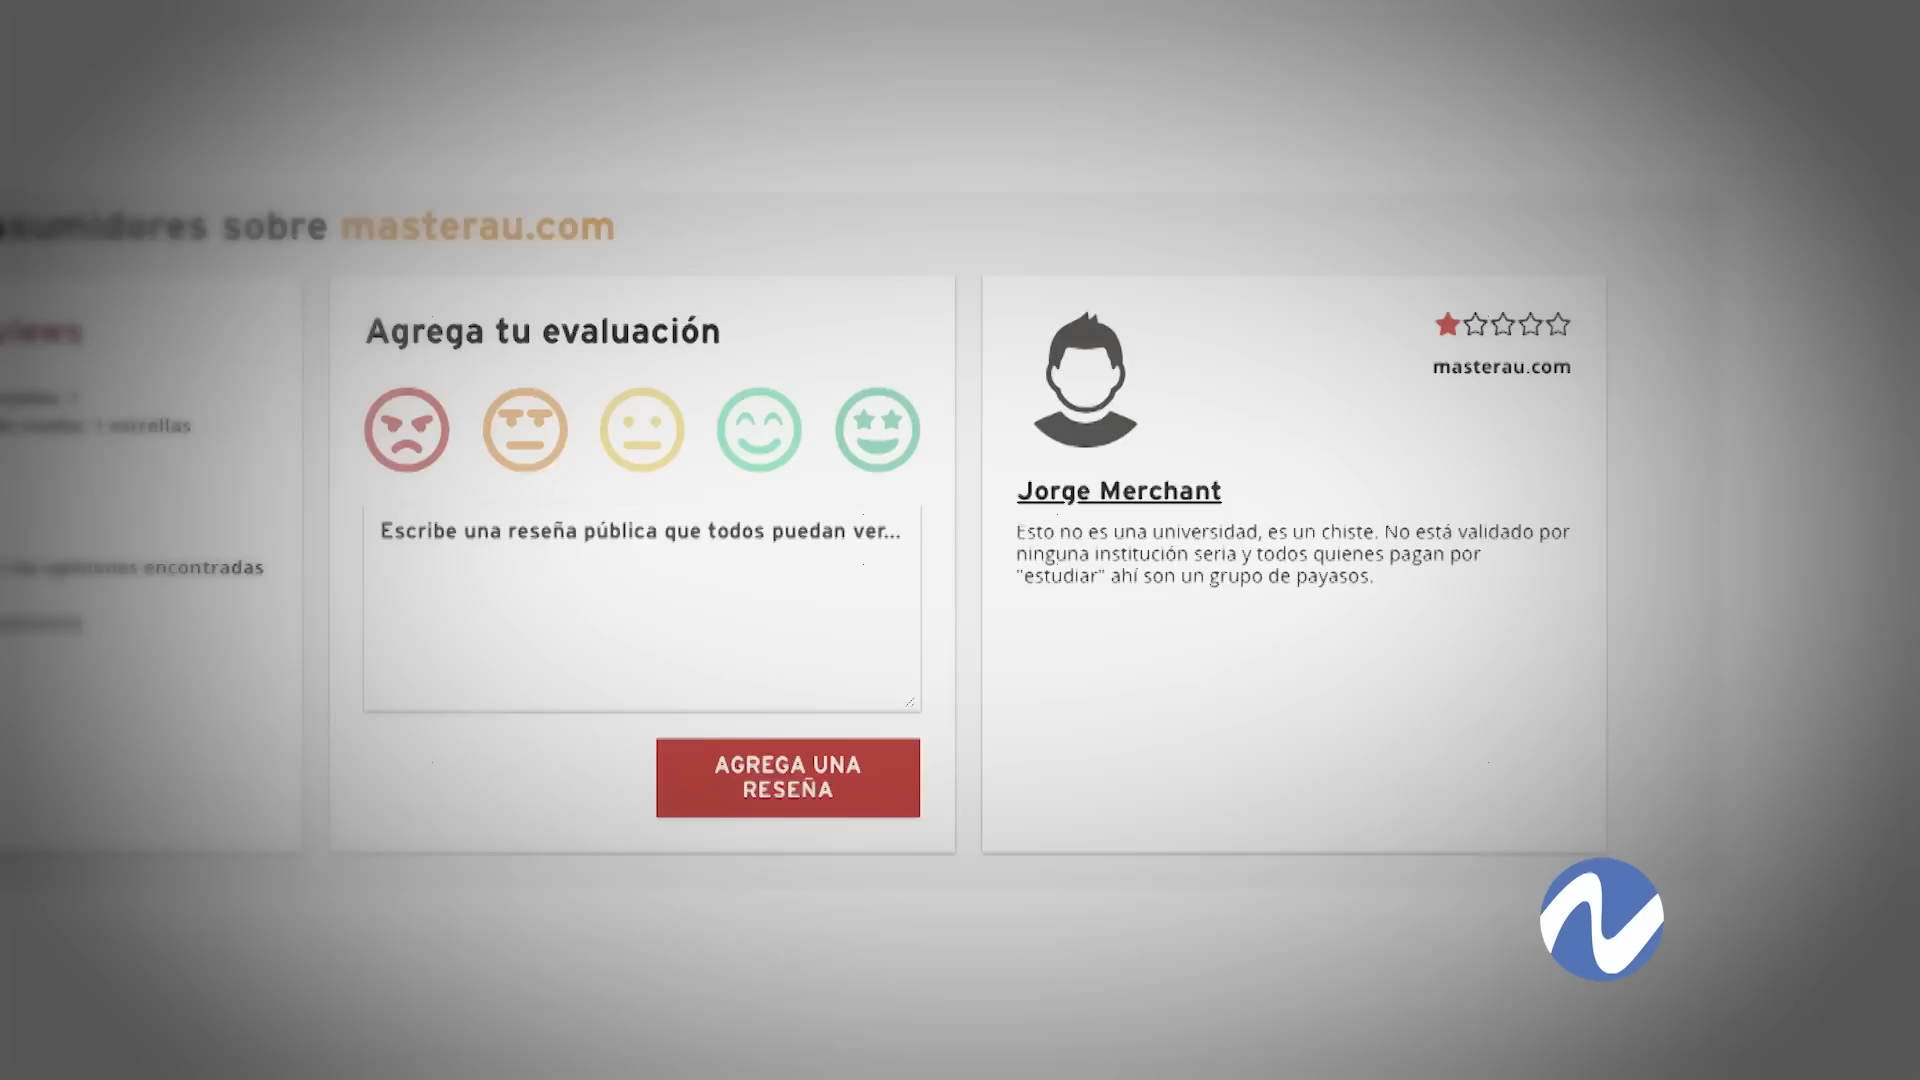 sobre masterau.com
Agrega tu evaluación
Escribe una reseña pública que todos puedan ver...
AGREGA UNA
RESEÑA
masterau.com
Jorge Merchant
Esto no es una universidad, es un chiste. No está validado por
ninguna institución seria y todos quienes pagan por
"estudiar" ahí son un grupo de payasos.
1 estrellas
opiniones encontradas